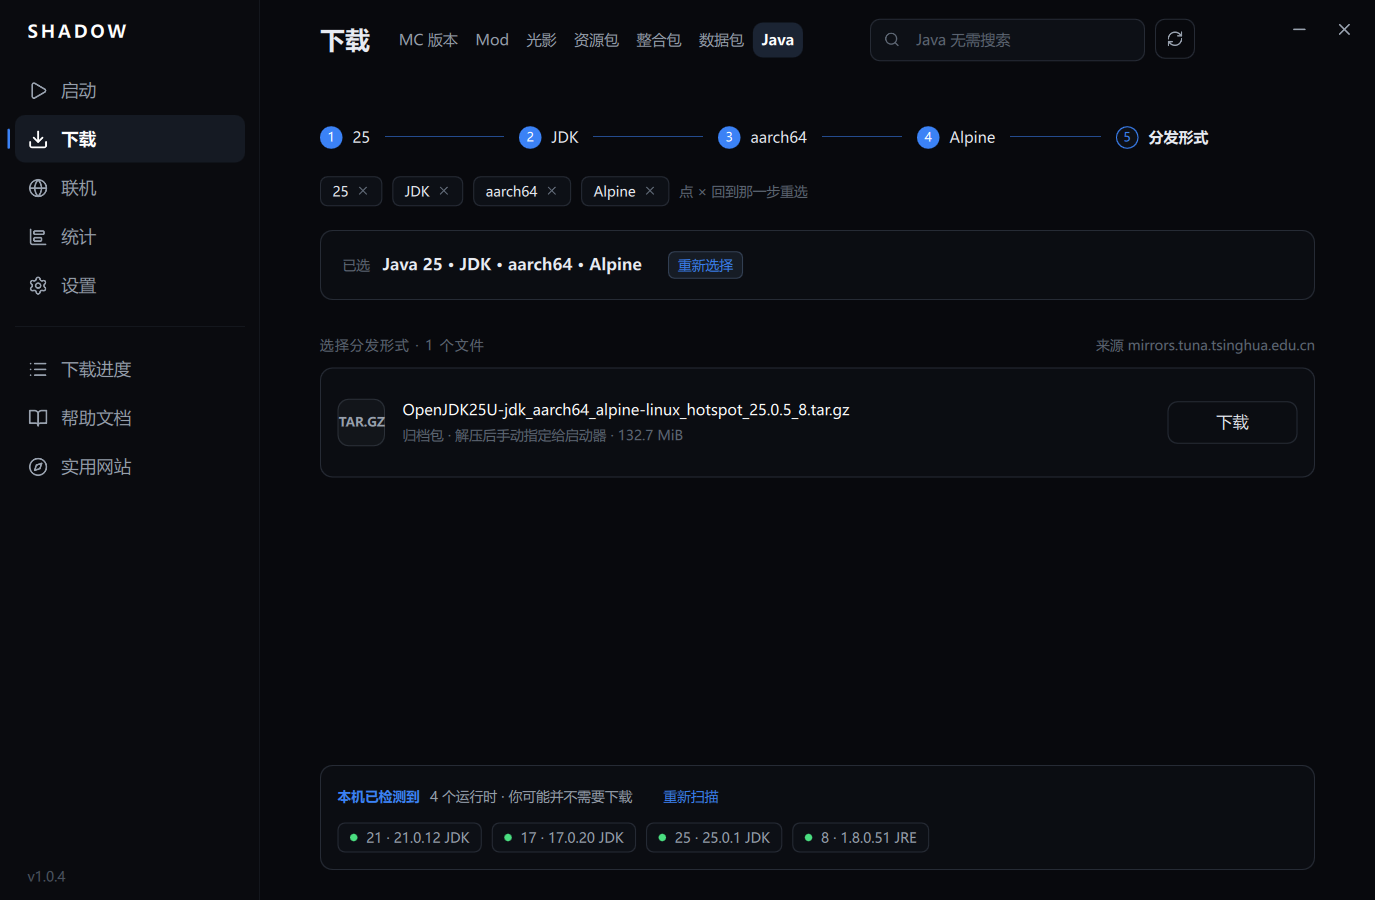 SHADOW
启动
下载
联机
统计
设置
下载进度
帮助文档
实用网站
v1.0.4
下载 MC 版本 Mod 光影 资源包 整合包 数据包 Java
Java 无需搜索
1 25 2 JDK 3 aarch64 4 Alpine 5 分发形式
25 × JDK × aarch64 × Alpine × 点 × 回到那一步重选
已选 Java 25 • JDK • aarch64 • Alpine 重新选择
选择分发形式 · 1 个文件
来源 mirrors.tuna.tsinghua.edu.cn
TAR.GZ
OpenJDK25U-jdk_aarch64_alpine-linux_hotspot_25.0.5_8.tar.gz
归档包 · 解压后手动指定给启动器 · 132.7 MiB
下载
本机已检测到 4 个运行时 · 你可能并不需要下载 重新扫描
21 · 21.0.12 JDK
17 · 17.0.20 JDK
25 · 25.0.1 JDK
8 · 1.8.0.51 JRE